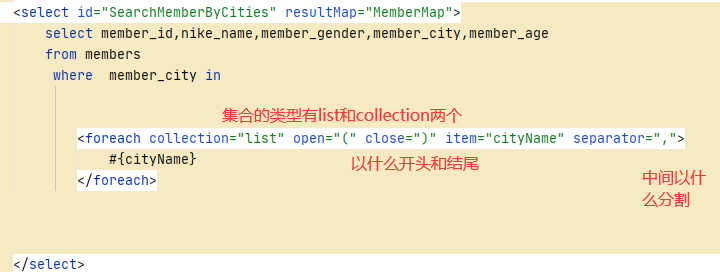 <select id="SearchMemberByCities" resultMap="MemberMap">
select member_id,nike_name,member_gender,member_city,member_age
from members
where member_city in
集合的类型有list和collection两个
<foreach collection="list" open="(" close=")" item="cityName" separator=",">
#{cityName}
以什么开头和结尾
</foreach>
中间以什
么分割
</select>